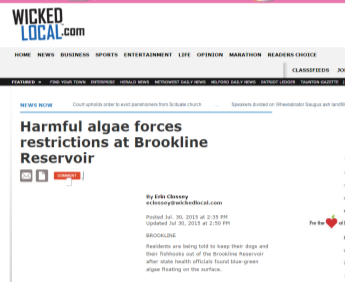 WICKED
LOCAL.com
HOME NEWS BUSINESS SPORTS ENTERTAINMENT LIFE OPINION MARATHON READERS CHOICE
CLASSIFIEDS
FEATURED FIND YOUR TOWN ENTERPRISE HERALD NEWS METROWEST DAILY NEWS MILFORD DAILY NEWS PATRIOT LEDGER TAUNTON GAZETTE
NEWS NOW Court upholds order to evict parishioners from Scituate church ... Speakers divided on Wheelabrator Saugus ash landfill
Harmful algae forces
restrictions at Brookline
Reservoir
COMMENT
By Erin Clossey
eclossey@wickedlocal.com
Posted Jul. 30, 2015 at 2:35 PM
Updated Jul 30, 2015 at 2:50 PM
BROOKLINE
Residents are being told to keep their dogs and
their fishhooks out of the Brookline Reservoir
after state health officials found blue-green
algae floating on the surface.
For the